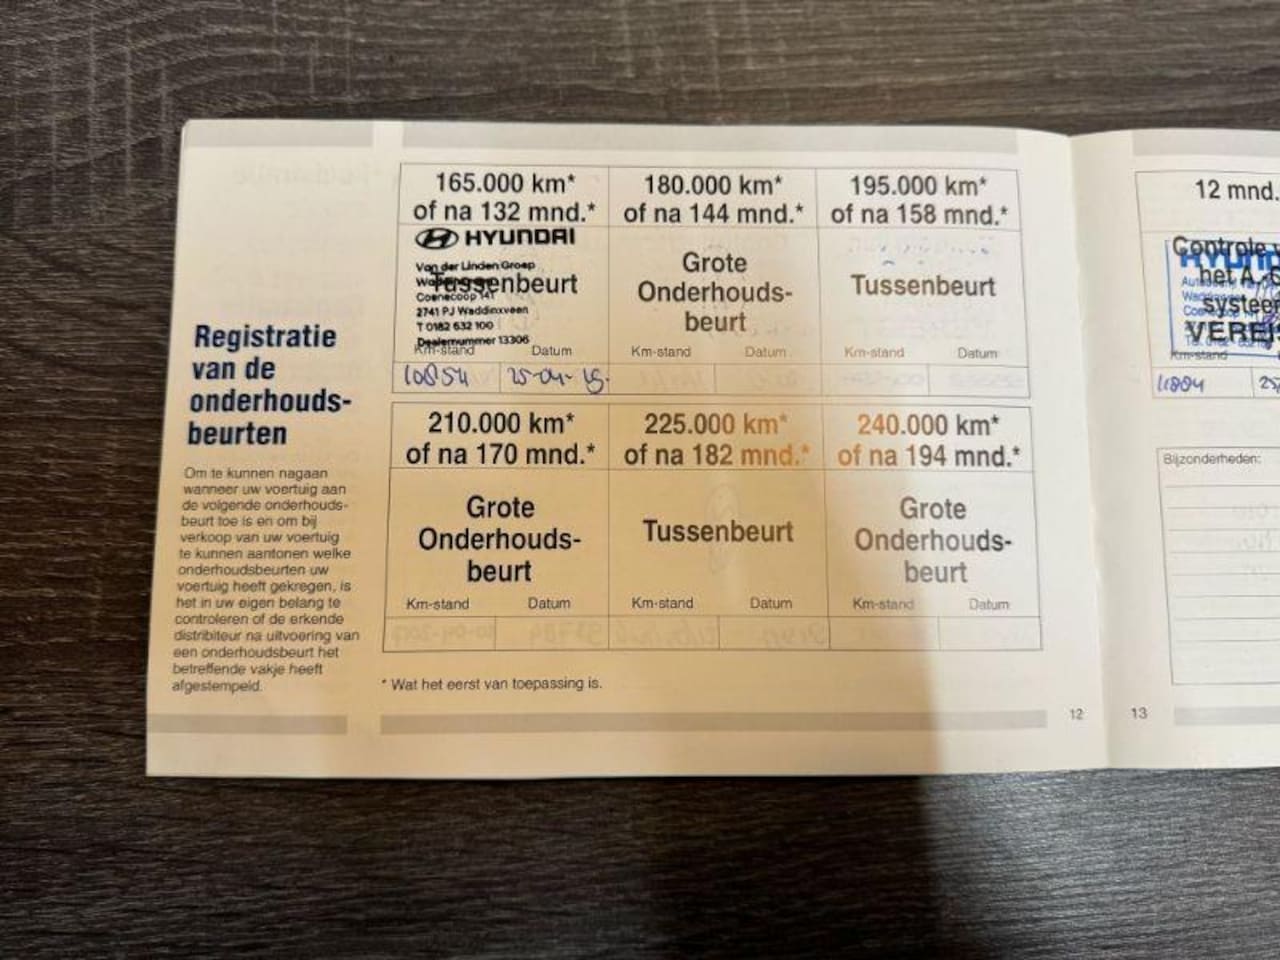 Registratie
van de
onderhouds-
beurten
Om te kunnen nagaan
wanneer uw voertuig aan
de volgende onderhouds-
beurt toe is en om bij
verkoop van uw voertuig
te kunnen aantonen welke
onderhoudsbeurten uw
voertuig heeft gekregen, is
het in uw eigen belang te
controleren of de erkende
distribiteur na uitvoering van
een onderhoudsbeurt het
betreffende vakje heeft
afgestempeld.
165.000 km*
of na 132 mnd.*
HYUNDAI
Van der Linden Groep
Tussenbeurt
Coenecoop 141
2741 PJ Waddinxveen
T 0182 632 100
Dealernummer 13306
Km-stand Datum
25-04-
180.000 km*
of na 144 mnd.*
Grote
Onderhouds-
beurt
Km-stand Datum
195.000 km*
of na 158 mnd.*
Tussenbeurt
Km-stand Datum
210.000 km*
of na 170 mnd.*
Grote
Onderhouds-
beurt
Km-stand Datum
225.000 km*
of na 182 mnd.*
Tussenbeurt
Km-stand Datum
240.000 km*
of na 194 mnd.*
Grote
Onderhouds-
beurt
Km-stand Datum
* Wat het eerst van toepassing is.
12
13
12 mnd.
Controle
het A
systee
VEREIS
Km-stand
Bijzonderheden: